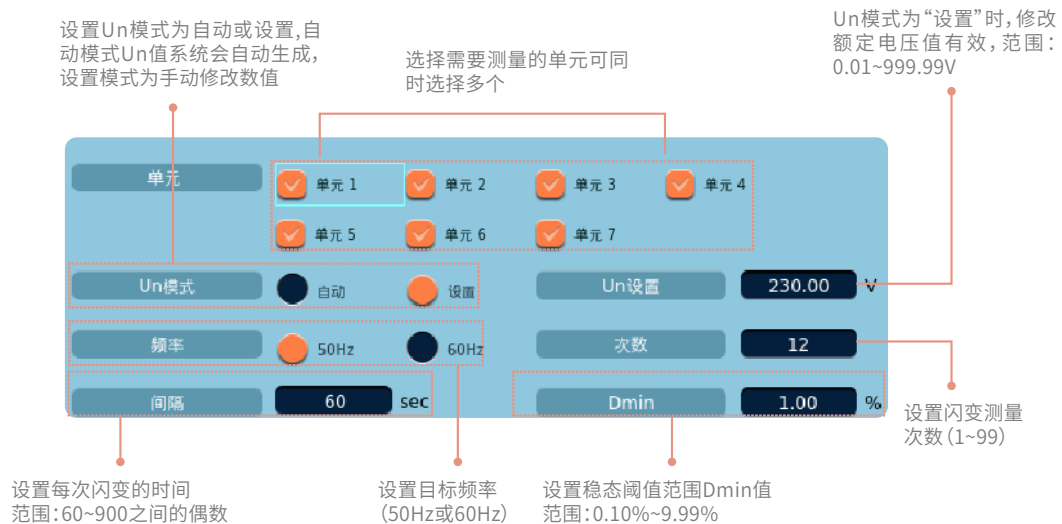 设置Un模式为自动或设置,自
动模式Un值系统会自动生成,
设置模式为手动修改数值
选择需要测量的单元可同
时选择多个
Un模式为“设置”时,修改
额定电压值有效,范围：
0.01~999.99V
单元
单元 1
单元 2
单元 3
单元 4
单元 5
单元 6
单元 7
Un模式
自动
设置
Un设置
230.00
V
频率
50Hz
60Hz
次数
12
间隔
60
sec
Dmin
1.00
%
设置闪变测量
次数(1~99)
设置每次闪变的时间
范围:60~900之间的偶数
设置目标频率
(50Hz或60Hz)
设置稳态阈值范围Dmin值
范围:0.10%~9.99%